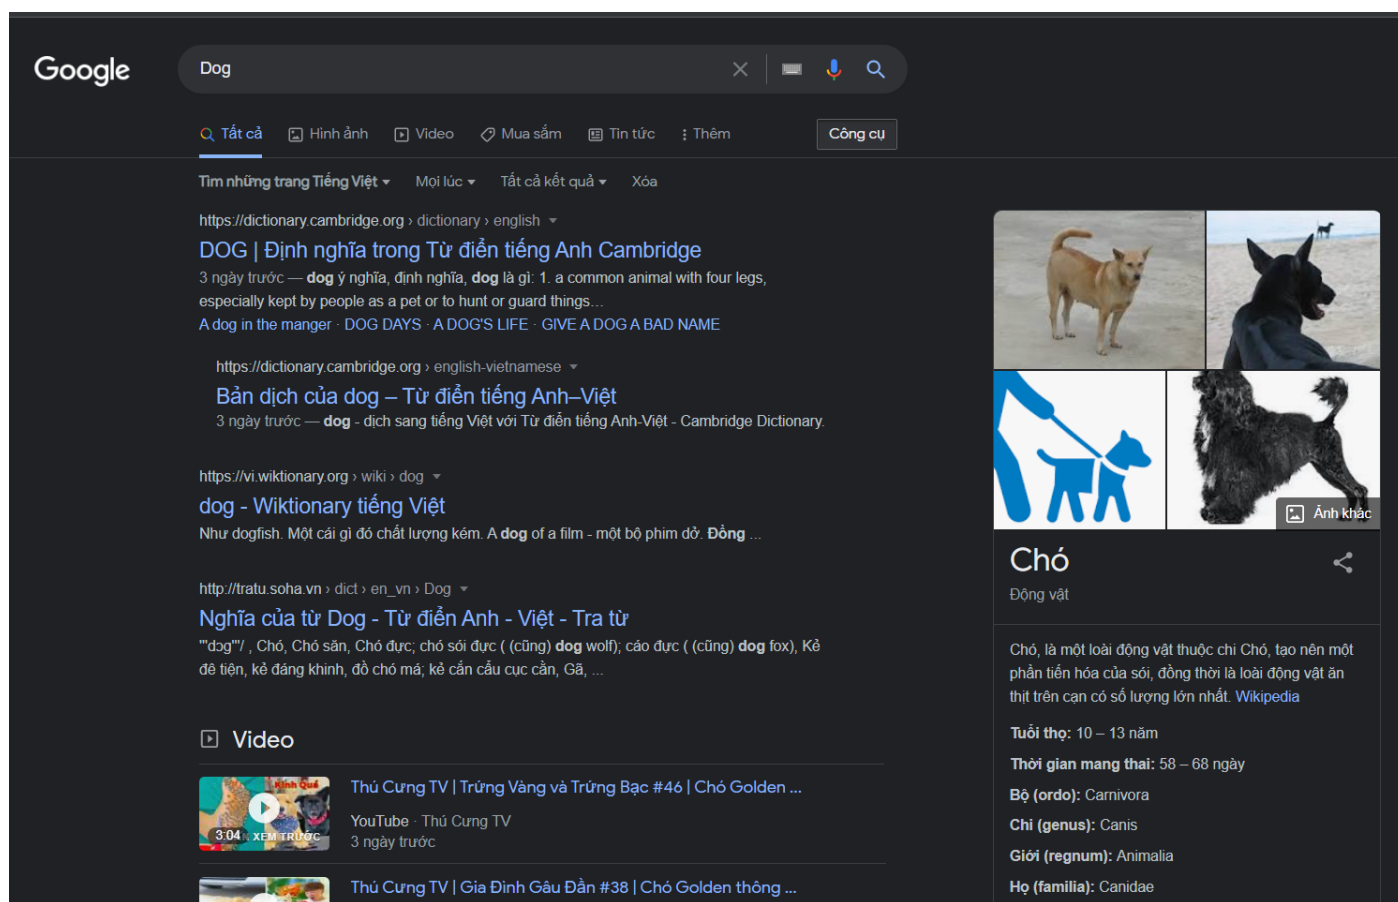 Google
Dog
Tất cả
Hình ảnh
Video
Mua sắm
Tin tức
Thêm
Công cụ
Tìm những trang Tiếng Việt
Mọi lúc
Tất cả kết quả
Xóa
https://dictionary.cambridge.org › dictionary › english
DOG | Định nghĩa trong Từ điển tiếng Anh Cambridge
3 ngày trước — dog ý nghĩa, định nghĩa, dog là gì: 1. a common animal with four legs,
especially kept by people as a pet or to hunt or guard things…
A dog in the manger · DOG DAYS · A DOG'S LIFE · GIVE A DOG A BAD NAME
https://dictionary.cambridge.org › english-vietnamese
Bản dịch của dog – Từ điển tiếng Anh–Việt
3 ngày trước — dog - dịch sang tiếng Việt với Từ điển tiếng Anh-Việt - Cambridge Dictionary.
https://vi.wiktionary.org › wiki › dog
dog - Wiktionary tiếng Việt
Như dogfish. Một cái gì đó chất lượng kém. A dog of a film - một bộ phim dở. Đồng ...
http://tratu.soha.vn › dict › en_vn › Dog
Nghĩa của từ Dog - Từ điển Anh - Việt - Tra từ
'"dɔg'"/ , Chó, Chó săn, Chó đực; chó sói đực ( (cũng) dog wolf); cáo đực ( (cũng) dog fox), Kẻ
đê tiện, kẻ đáng khinh, đồ chó má; kẻ cắn cẩu cục cằn, Gã, ...
Video
Kinh Quế
3:04
XEM TRƯỚC
Thú Cưng TV | Trứng Vàng và Trứng Bạc #46 | Chó Golden ...
YouTube · Thú Cưng TV
3 ngày trước
Thú Cưng TV | Gia Đình Gâu Đần #38 | Chó Golden thông ...
Ảnh khác
Chó
Động vật
Chó, là một loài động vật thuộc chi Chó, tạo nên một
phần tiến hóa của sói, đồng thời là loài động vật ăn
thịt trên cạn có số lượng lớn nhất. Wikipedia
Tuổi thọ: 10 – 13 năm
Thời gian mang thai: 58 – 68 ngày
Bộ (ordo): Carnivora
Chi (genus): Canis
Giới (regnum): Animalia
Họ (familia): Canidae